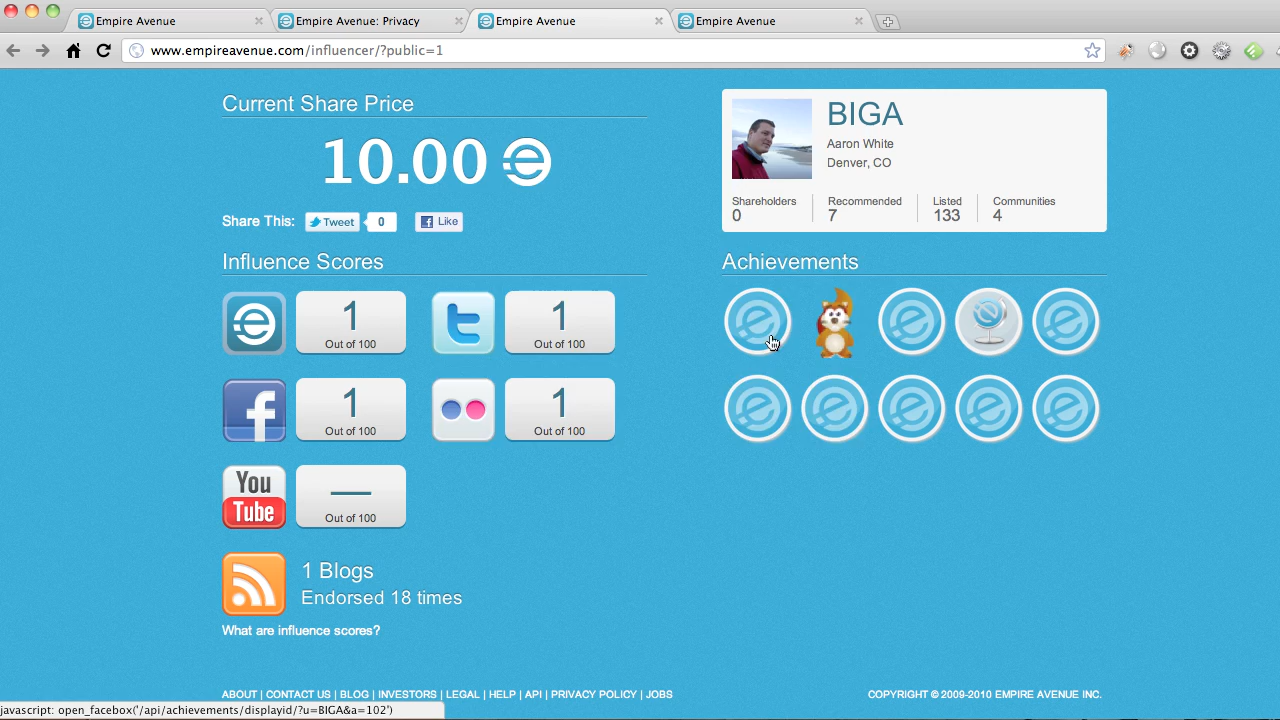 Empire Avenue
Empire Avenue: Privacy
Empire Avenue
Empire Avenue
www.empireavenue.com/influencer/?public=1
Current Share Price
10.00
Share This:
Tweet
0
Like
Influence Scores
1
Out of 100
1
Out of 100
1
Out of 100
1
Out of 100
You
Tube
—
Out of 100
1 Blogs
Endorsed 18 times
What are influence scores?
BIGA
Aaron White
Denver, CO
Shareholders
0
Recommended
7
Listed
133
Communities
4
Achievements
ABOUT | CONTACT US | BLOG | INVESTORS | LEGAL | HELP | API | PRIVACY POLICY | JOBS
COPYRIGHT © 2009-2010 EMPIRE AVENUE INC.
javascript: open_facebox('/api/achievements/displayid/?u=BIGA&a=102')